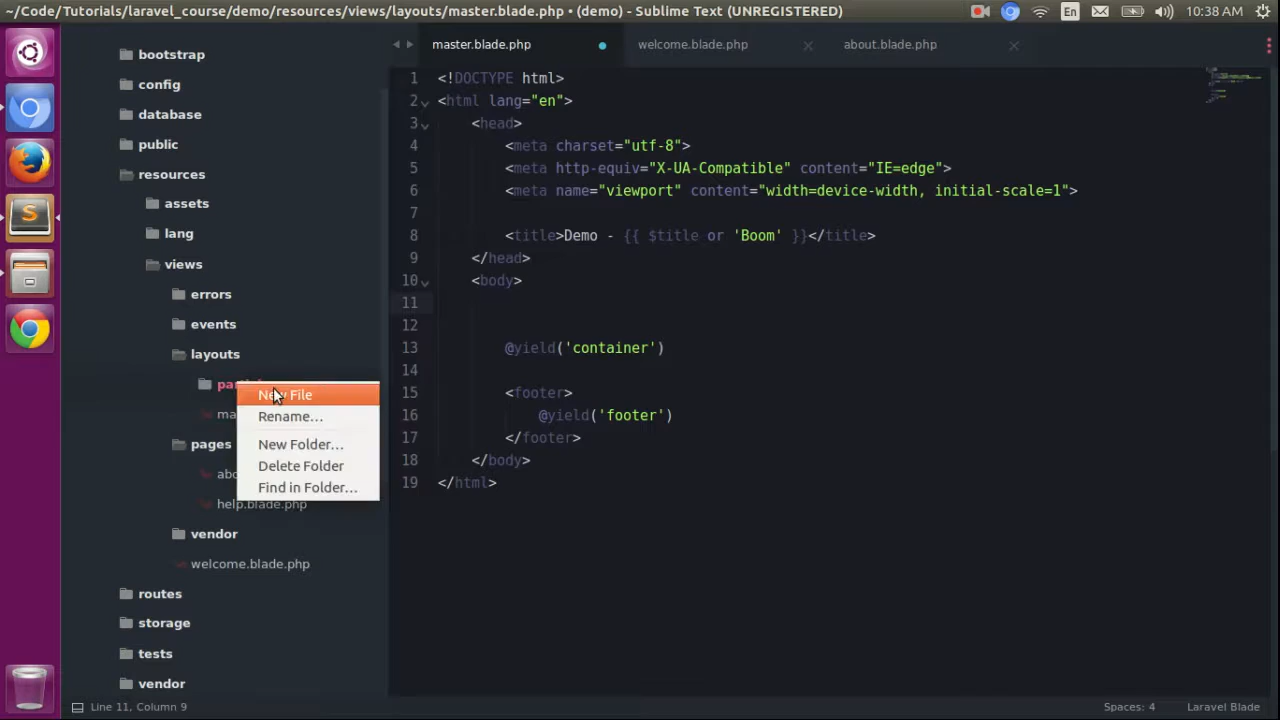 ~/Code/Tutorials/laravel_course/demo/resources/views/layouts/master.blade.php • (demo) - Sublime Text (UNREGISTERED)
En
10:38 AM
master.blade.php
welcome.blade.php
about.blade.php
bootstrap
config
database
public
resources
assets
lang
views
errors
events
layouts
New File
Rename…
New Folder…
Delete Folder
Find in Folder…
pages
help.blade.php
vendor
welcome.blade.php
routes
storage
tests
vendor
1 <!DOCTYPE html>
2 <html lang="en">
3 <head>
4 <meta charset="utf-8">
5 <meta http-equiv="X-UA-Compatible" content="IE=edge">
6 <meta name="viewport" content="width=device-width, initial-scale=1">
7
8 <title>Demo - {{ $title or 'Boom' }}</title>
9 </head>
10 <body>
11
12
13 @yield('container')
14
15 <footer>
16 @yield('footer')
17 </footer>
18 </body>
19 </html>
Line 11, Column 9
Spaces: 4
Laravel Blade